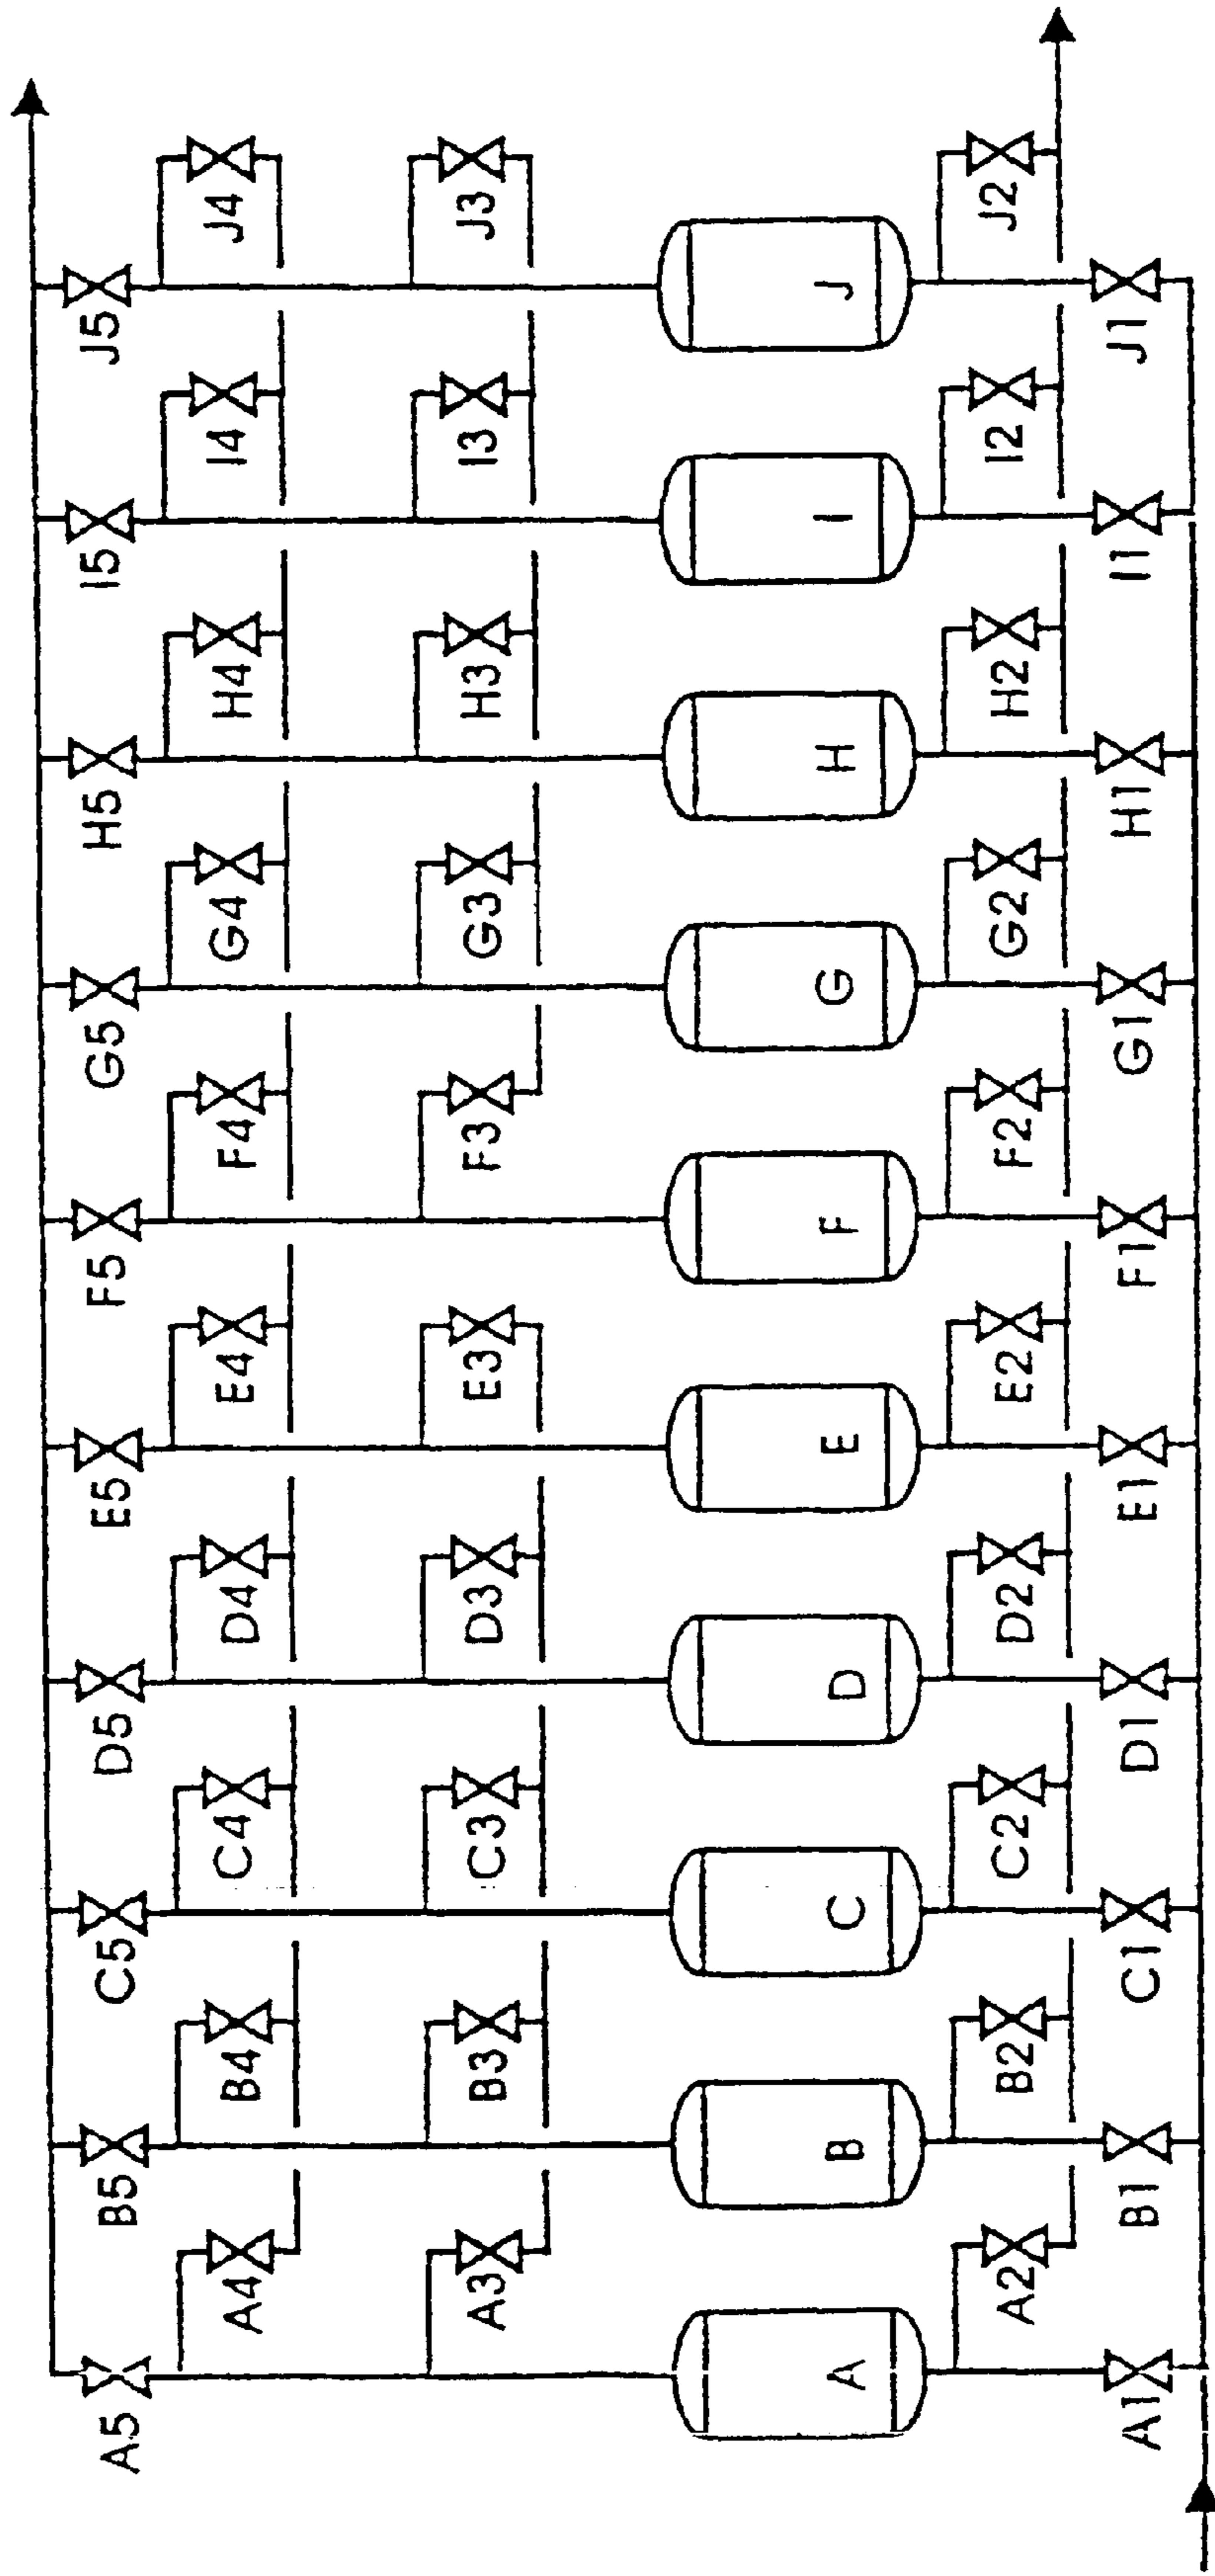 A5 B5 C5 D5 E5 F5 G5 H5 I5 J5
A4 B4 C4 D4 E4 F4 G4 H4 I4 J4
A3 B3 C3 D3 E3 F3 G3 H3 I3 J3
A B C D E F G H I J
A2 B2 C2 D2 E2 F2 G2 H2 I2 J2
A1 B1 C1 D1 E1 F1 G1 H1 I1 J1